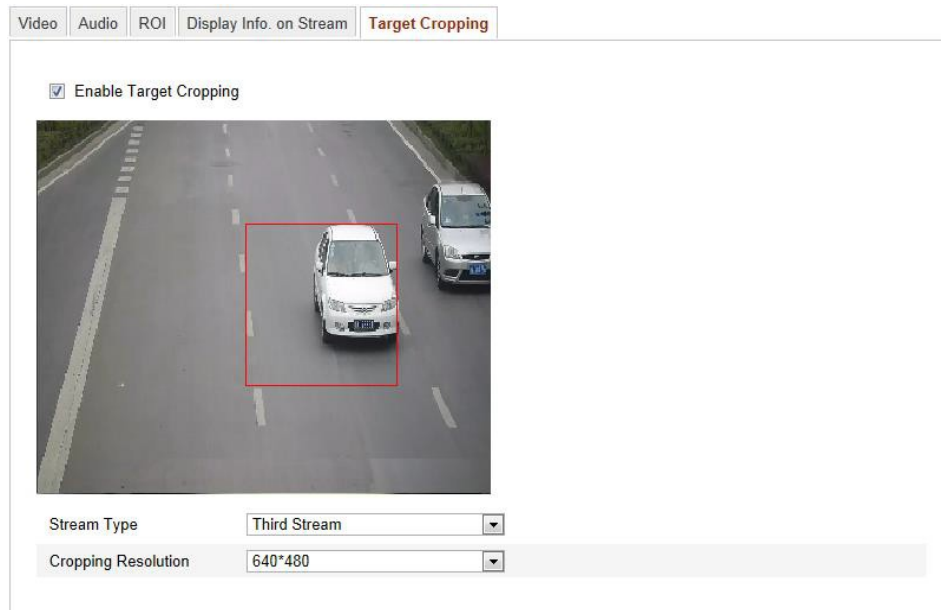 Video Audio ROI Display Info. on Stream Target Cropping
Enable Target Cropping
Stream Type Third Stream
Cropping Resolution 640*480